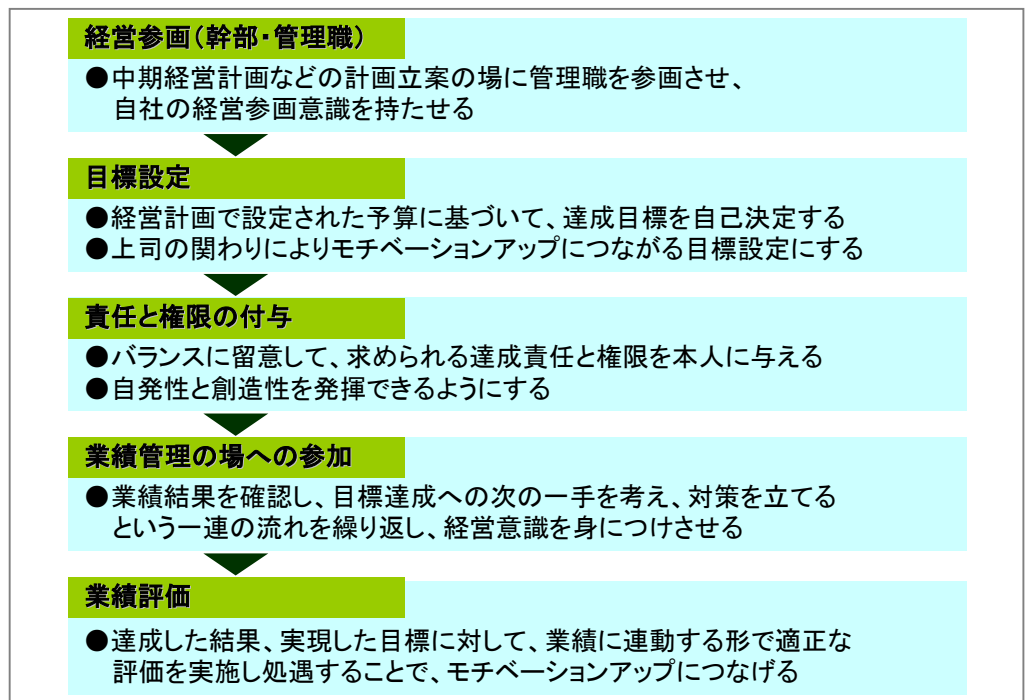 経営参画(幹部・管理職)
●中期経営計画などの計画立案の場に管理職を参画させ、
自社の経営参画意識を持たせる
目標設定
●経営計画で設定された予算に基づいて、達成目標を自己決定する
●上司の関わりによりモチベーションアップにつながる目標設定にする
責任と権限の付与
●バランスに留意して、求められる達成責任と権限を本人に与える
●自発性と創造性を発揮できるようにする
業績管理の場への参加
●業績結果を確認し、目標達成への次の一手を考え、対策を立てる
という一連の流れを繰り返し、経営意識を身につけさせる
業績評価
●達成した結果、実現した目標に対して、業績に連動する形で適正な
評価を実施し処遇することで、モチベーションアップにつなげる